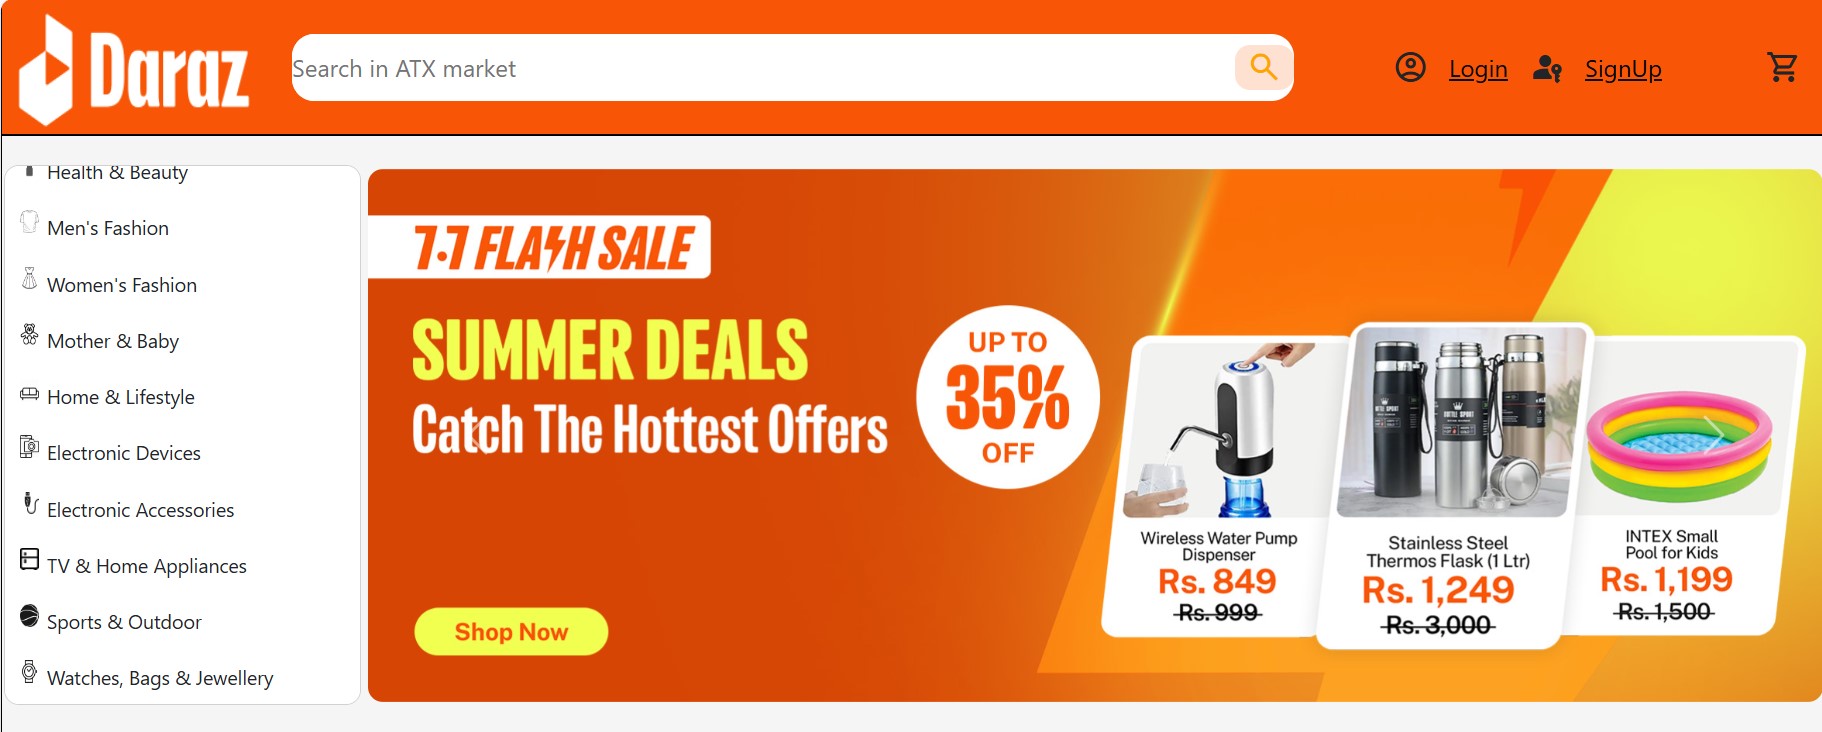 Daraz
Search in ATX market
Login
SignUp
Health & Beauty
Men's Fashion
Women's Fashion
Mother & Baby
Home & Lifestyle
Electronic Devices
Electronic Accessories
TV & Home Appliances
Sports & Outdoor
Watches, Bags & Jewellery
7.7 FLASH SALE
SUMMER DEALS
Catch The Hottest Offers
Shop Now
UP TO
35%
OFF
Wireless Water Pump
Dispenser
Rs. 849
Rs. 999
BOTTLE SPORT
Stainless Steel
Thermos Flask (1 Ltr)
Rs. 1,249
Rs. 3,000
INTEX Small
Pool for Kids
Rs. 1,199
Rs. 1,500